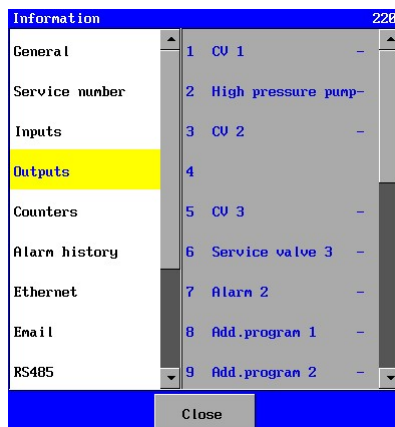 Information 220
General
Service number
Inputs
Outputs
Counters
Alarm history
Ethernet
Email
RS485
1 CV 1 -
2 High pressure pump-
3 CV 2 -
4
5 CV 3 -
6 Service valve 3 -
7 Alarm 2 -
8 Add.program 1 -
9 Add.program 2 -
Close